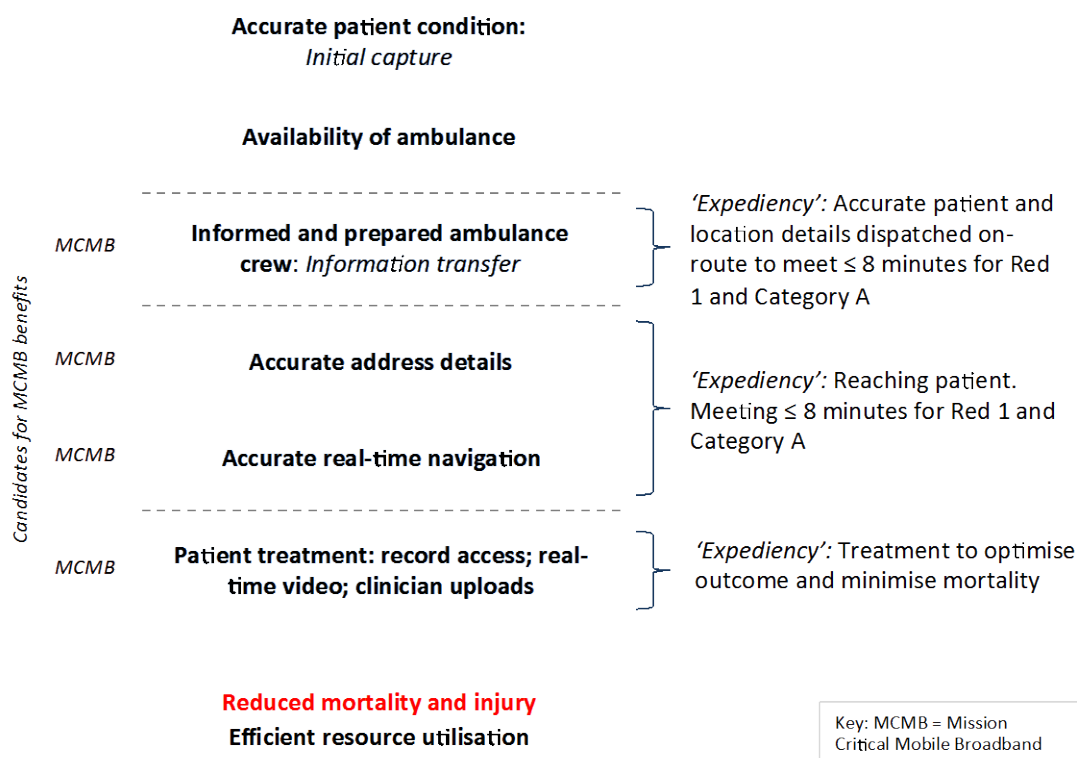 Accurate patient condition:
Initial capture
Availability of ambulance
Candidates for MCMB benefits
MCMB
Informed and prepared ambulance
crew: Information transfer
‘Expediency’: Accurate patient and
location details dispatched on-
route to meet ≤ 8 minutes for Red
1 and Category A
MCMB
Accurate address details
MCMB
Accurate real-time navigation
‘Expediency’: Reaching patient.
Meeting ≤ 8 minutes for Red 1 and
Category A
MCMB
Patient treatment: record access; real-
time video; clinician uploads
‘Expediency’: Treatment to optimise
outcome and minimise mortality
Reduced mortality and injury
Efficient resource utilisation
Key: MCMB = Mission
Critical Mobile Broadband